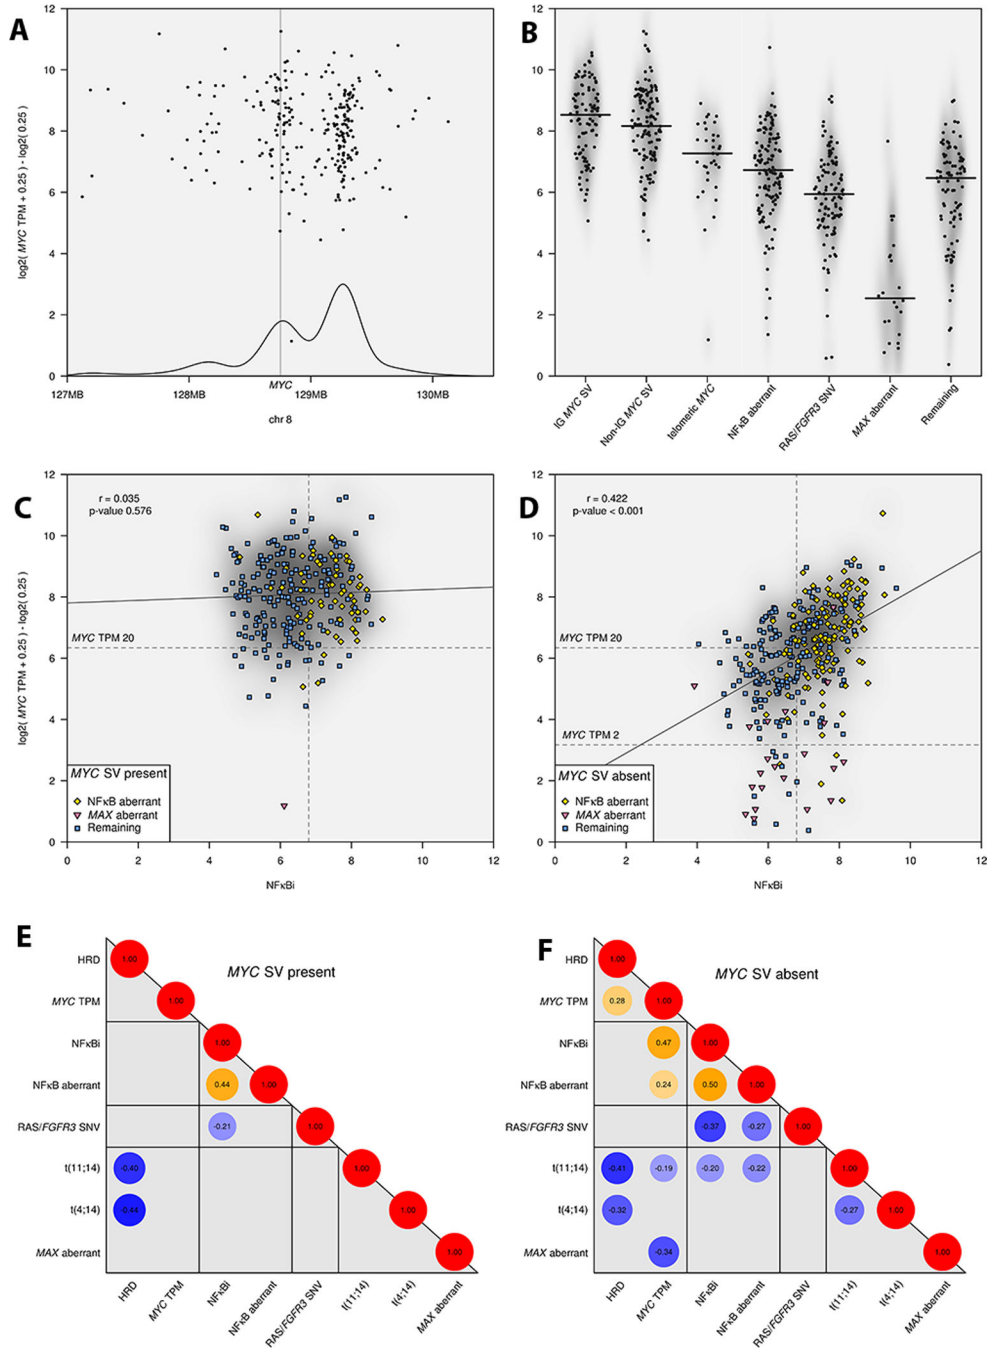 A
log2( MYC TPM + 0.25 ) - log2( 0.25 )
12
10
8
6
4
2
0
127MB
128MB
MYC
129MB
130MB
chr 8
B
12
10
8
6
4
2
0
IG MYC SV
Non-IG MYC SV
telomeric MYC
NFκB aberrant
RAS/FGFR3 SNV
MAX aberrant
Remaining
C
log2( MYC TPM + 0.25 ) - log2( 0.25 )
12
10
8
6
4
2
0
r = 0.035
p-value 0.576
MYC TPM 20
MYC SV present
NFκB aberrant
MAX aberrant
Remaining
0
2
4
6
8
10
12
NFκBi
D
12
10
8
6
4
2
0
r = 0.422
p-value < 0.001
MYC TPM 20
MYC TPM 2
MYC SV absent
NFκB aberrant
MAX aberrant
Remaining
0
2
4
6
8
10
12
NFκBi
E
MYC SV present
HRD 1.00
MYC TPM 1.00
NFκBi 1.00
NFκB aberrant 0.44 1.00
RAS/FGFR3 SNV -0.21 1.00
t(11;14) -0.40 1.00
t(4;14) -0.44 1.00
MAX aberrant 1.00
HRD
MYC TPM
NFκBi
NFκB aberrant
RAS/FGFR3 SNV
t(11;14)
t(4;14)
MAX aberrant
F
MYC SV absent
HRD 1.00
MYC TPM 0.28 1.00
NFκBi 0.47 1.00
NFκB aberrant 0.24 0.50 1.00
RAS/FGFR3 SNV -0.37 -0.27 1.00
t(11;14) -0.41 -0.19 -0.20 -0.22 1.00
t(4;14) -0.32 -0.27 1.00
MAX aberrant -0.34 1.00
HRD
MYC TPM
NFκBi
NFκB aberrant
RAS/FGFR3 SNV
t(11;14)
t(4;14)
MAX aberrant